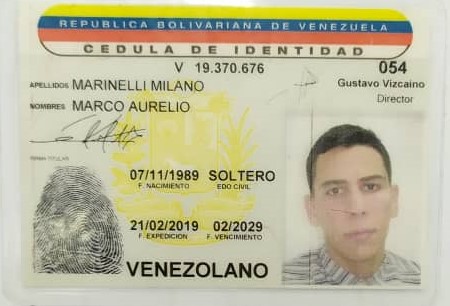 REPUBLICA BOLIVARIANA DE VENEZUELA
CEDULA DE IDENTIDAD
V 19.370.676 054
APELLIDOS MARINELLI MILANO Gustavo Vizcaino
NOMBRES MARCO AURELIO Director
FIRMA TITULAR
07/11/1989 SOLTERO
F. NACIMIENTO EDO CIVIL
21/02/2019 02/2029
F. EXPEDICION F. VENCIMIENTO
VENEZOLANO